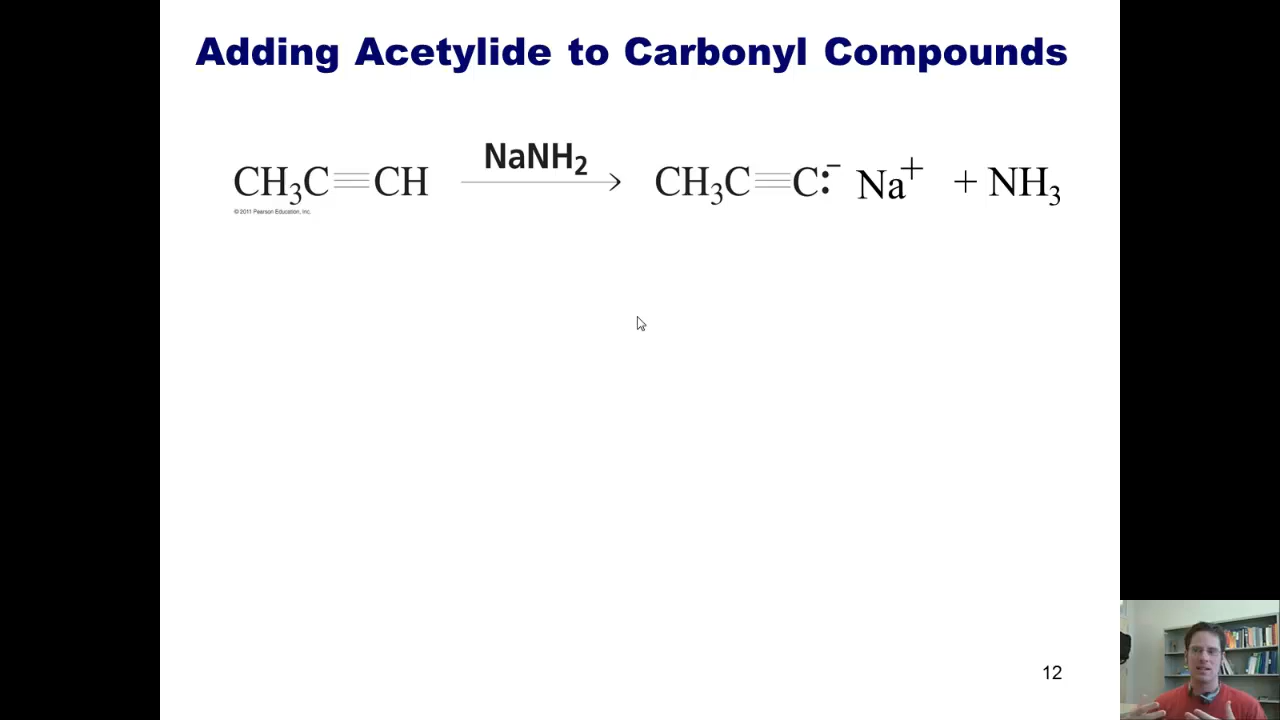 Adding Acetylide to Carbonyl Compounds
NaNH₂
CH₃C≡CH → CH₃C≡C:⁻ Na⁺ + NH₃
© 2011 Pearson Education, Inc.
12